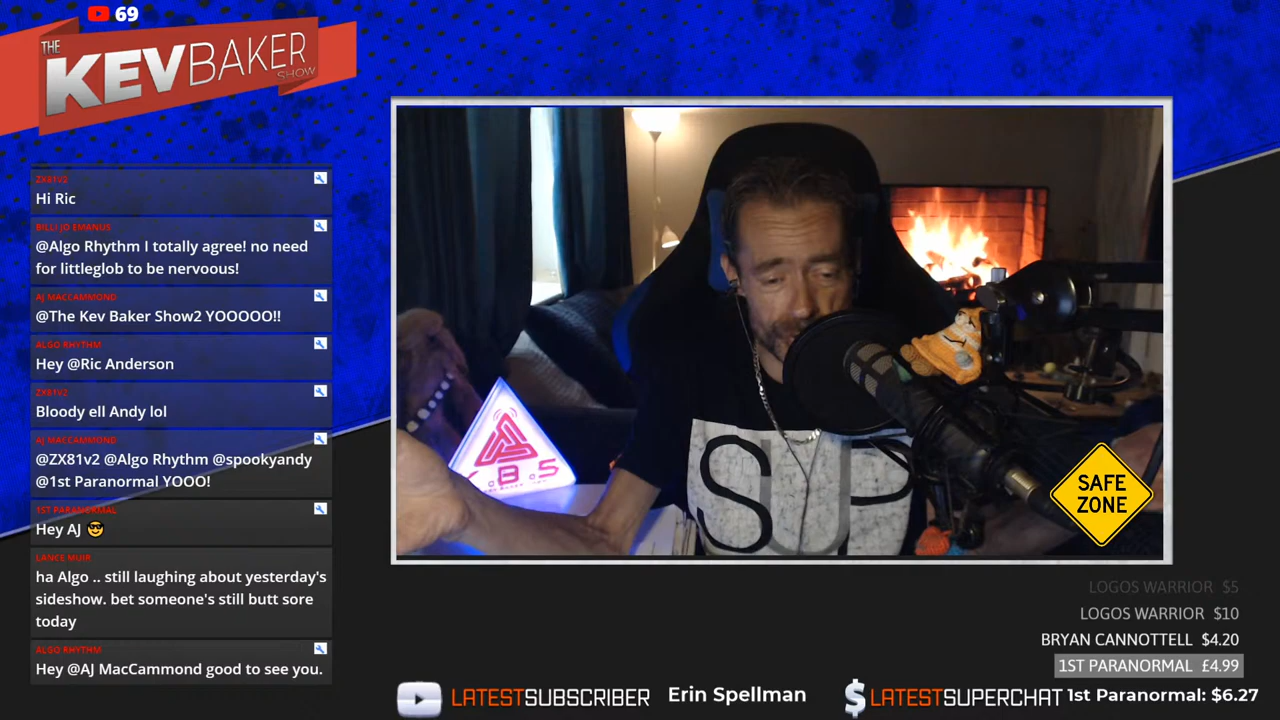 69
THE
KEVBAKER
SHOW
ZX81V2
Hi Ric
BILLI JO EMANUS
@Algo Rhythm I totally agree! no need
for littleglob to be nervoous!
AJ MACCAMMOND
@The Kev Baker Show2 YOOOOO!!
ALGO RHYTHM
Hey @Ric Anderson
ZX81V2
Bloody ell Andy lol
AJ MACCAMMOND
@ZX81v2 @Algo Rhythm @spookyandy
@1st Paranormal YOOO!
1ST PARANORMAL
Hey AJ 😎
LANCE MUIR
ha Algo .. still laughing about yesterday's
sideshow. bet someone's still butt sore
today
ALGO RHYTHM
Hey @AJ MacCammond good to see you.
K.B.S
SUP
SAFE
ZONE
LOGOS WARRIOR $5
LOGOS WARRIOR $10
BRYAN CANNOTTELL $4.20
1ST PARANORMAL £4.99
LATESTSUBSCRIBER Erin Spellman
$ LATESTSUPERCHAT 1st Paranormal: $6.27